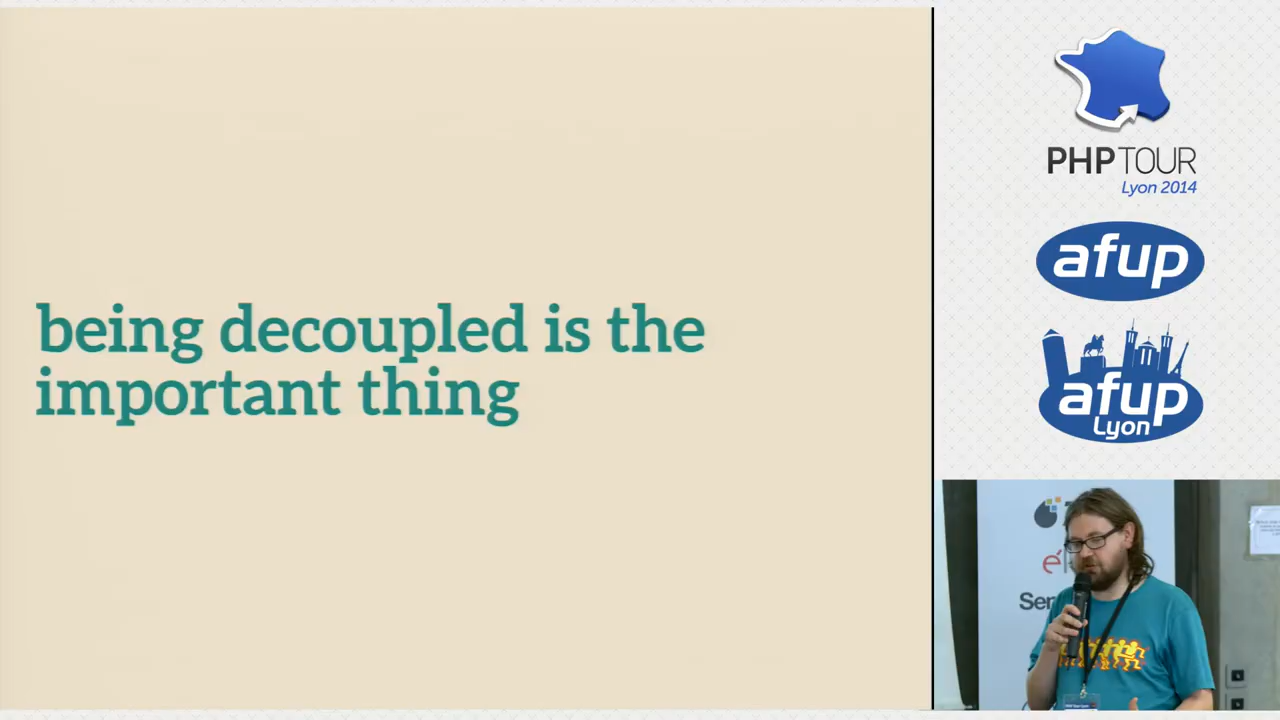 being decoupled is the
important thing
PHPTOUR
Lyon 2014
afup
afup
Lyon